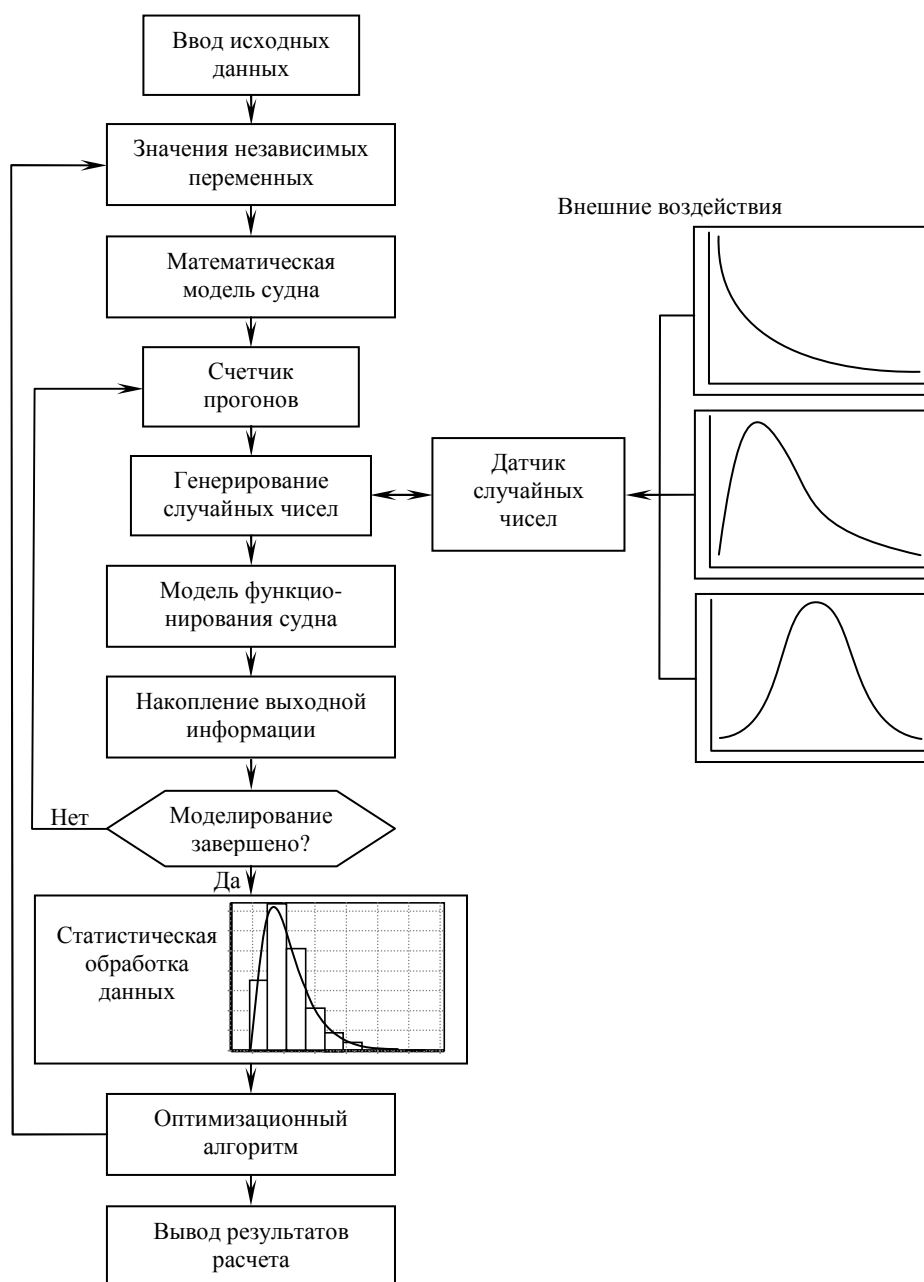 Ввод исходных
данных
Значения независимых
переменных
Математическая
модель судна
Счетчик
прогонов
Генерирование
случайных чисел
Датчик
случайных
чисел
Внешние воздействия
Модель функцио-
нирования судна
Накопление выходной
информации
Моделирование
завершено?
Нет
Да
Статистическая
обработка
данных
Оптимизационный
алгоритм
Вывод результатов
расчета